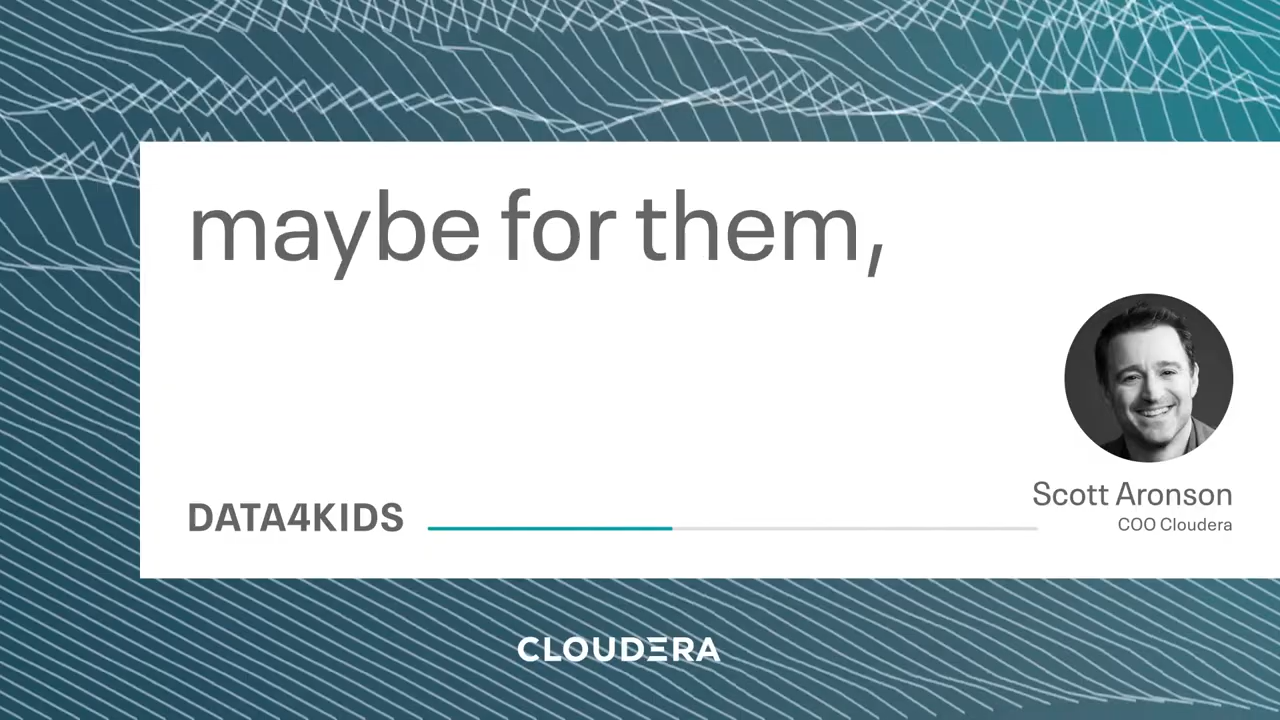 maybe for them,
Scott Aronson
COO Cloudera
DATA4KIDS
CLOUDERA